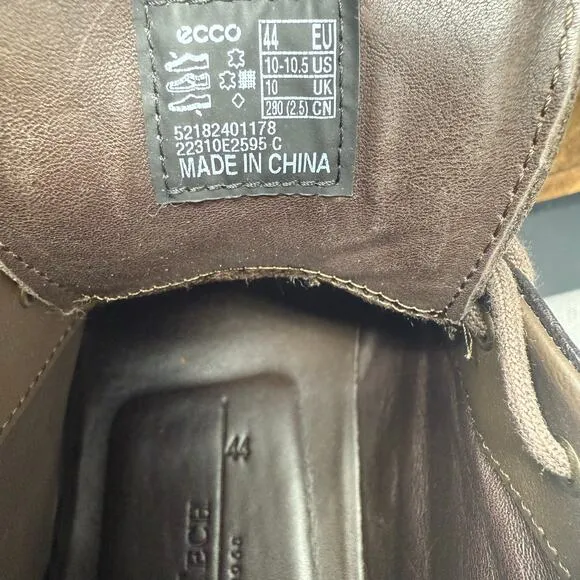 ecco
44 EU
10-10.5 US
10 UK
280 (2.5) CN
52182401178
22310E2595 C
MADE IN CHINA
44